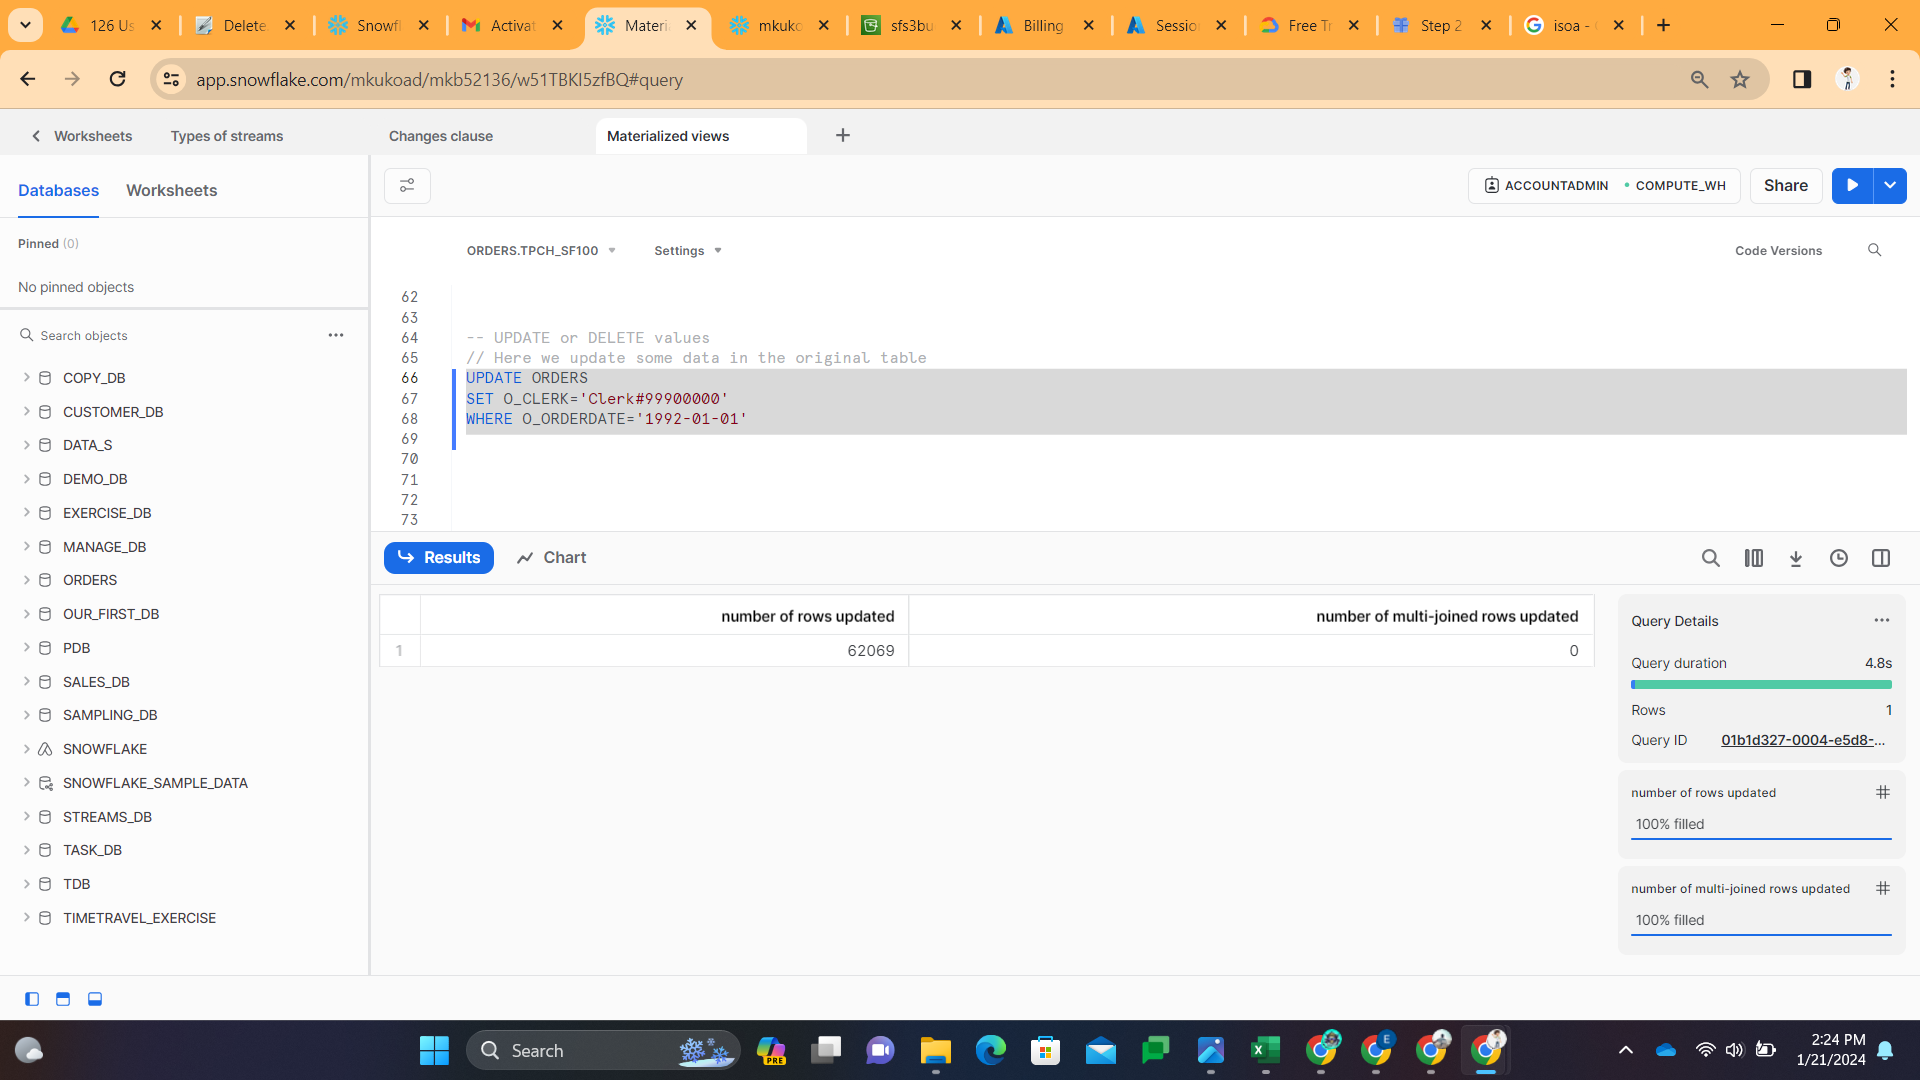 126 Us
Delete
Snowfl
Activat
Materi
mkuko
sfs3bu
Billing
Sessio
Free Tr
Step 2
isoa -
app.snowflake.com/mkukoad/mkb52136/w51TBKI5zfBQ#query
Worksheets
Types of streams
Changes clause
Materialized views
Databases
Worksheets
ACCOUNTADMIN
COMPUTE_WH
Share
Pinned (0)
No pinned objects
ORDERS.TPCH_SF100
Settings
Code Versions
Search objects
COPY_DB
CUSTOMER_DB
DATA_S
DEMO_DB
EXERCISE_DB
MANAGE_DB
ORDERS
OUR_FIRST_DB
PDB
SALES_DB
SAMPLING_DB
SNOWFLAKE
SNOWFLAKE_SAMPLE_DATA
STREAMS_DB
TASK_DB
TDB
TIMETRAVEL_EXERCISE
62
63
64 -- UPDATE or DELETE values
65 // Here we update some data in the original table
66 UPDATE ORDERS
67 SET O_CLERK='Clerk#99900000'
68 WHERE O_ORDERDATE='1992-01-01'
69
70
71
72
73
Results
Chart
number of rows updated number of multi-joined rows updated
1 62069 0
Query Details
Query duration 4.8s
Rows 1
Query ID 01b1d327-0004-e5d8-...
number of rows updated
100% filled
number of multi-joined rows updated
100% filled
Search
PRE
E
2:24 PM
1/21/2024